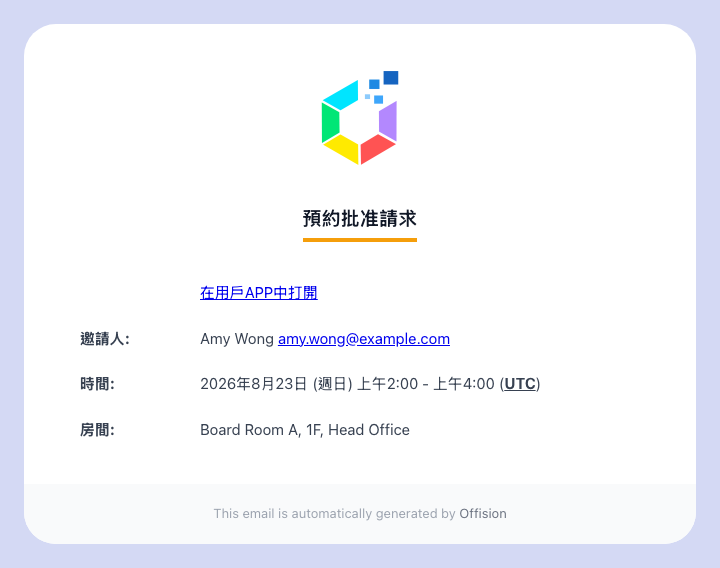 預約批准請求
在用戶APP中打開
邀請人: Amy Wong amy.wong@example.com
時間: 2026年8月23日 (週日) 上午2:00 - 上午4:00 (UTC)
房間: Board Room A, 1F, Head Office
This email is automatically generated by Offision